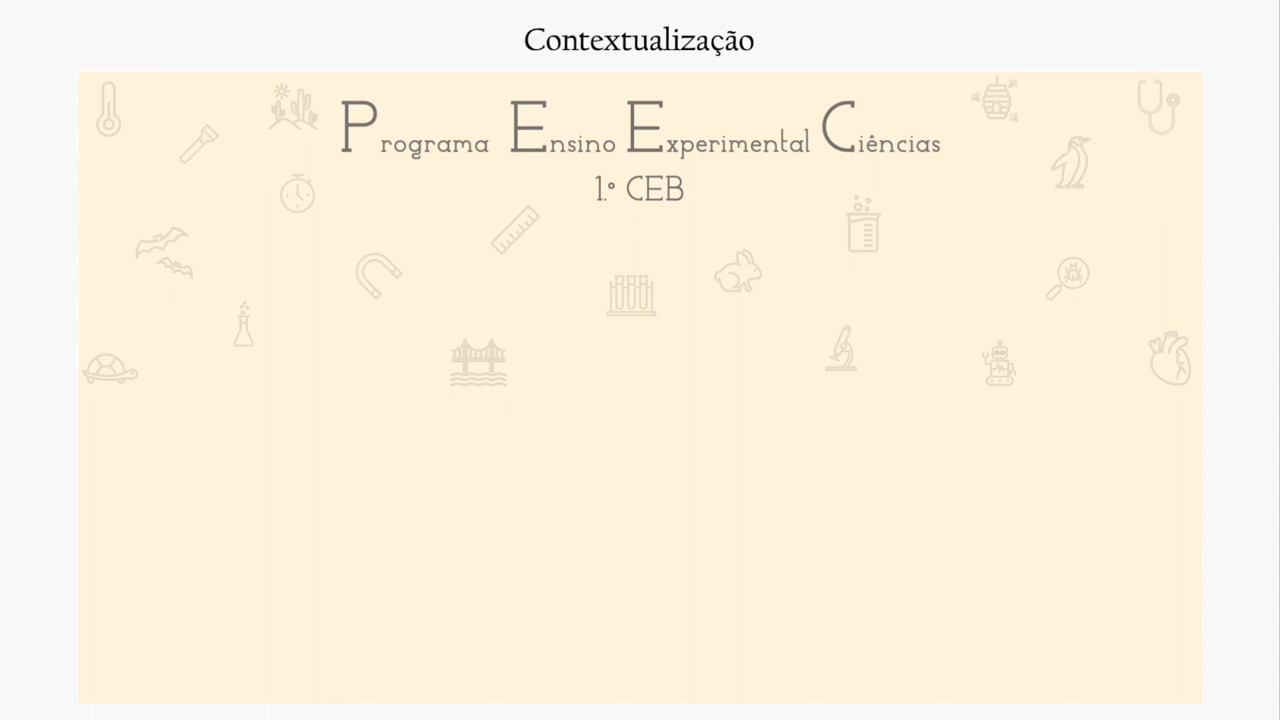 Contextualização
Programa Ensino Experimental Ciências
1.º CEB